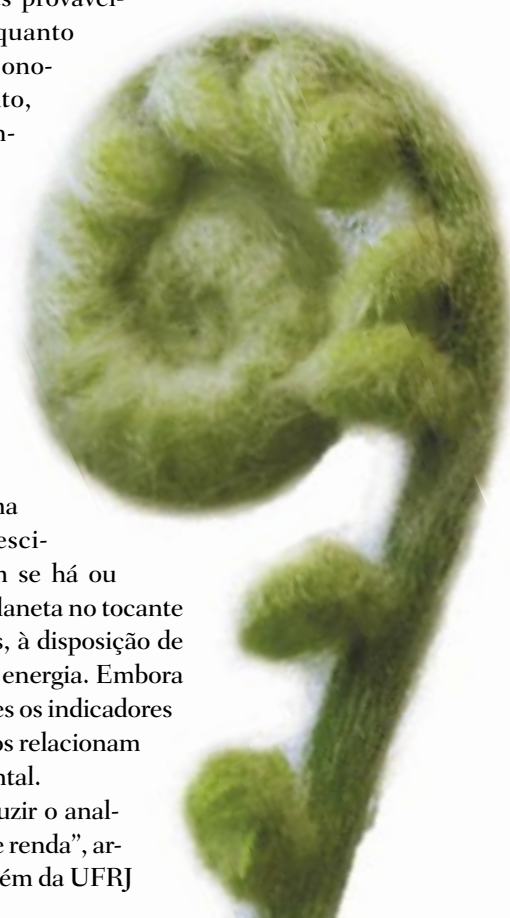 s provavel-
quanto
ono-
to,
n-
na
esci-
n se há ou
laneta no tocante
s, à disposição de
energia. Embora
es os indicadores
os relacionam
ntal.
uzir o anal-
e renda”, ar-
ém da UFRJ